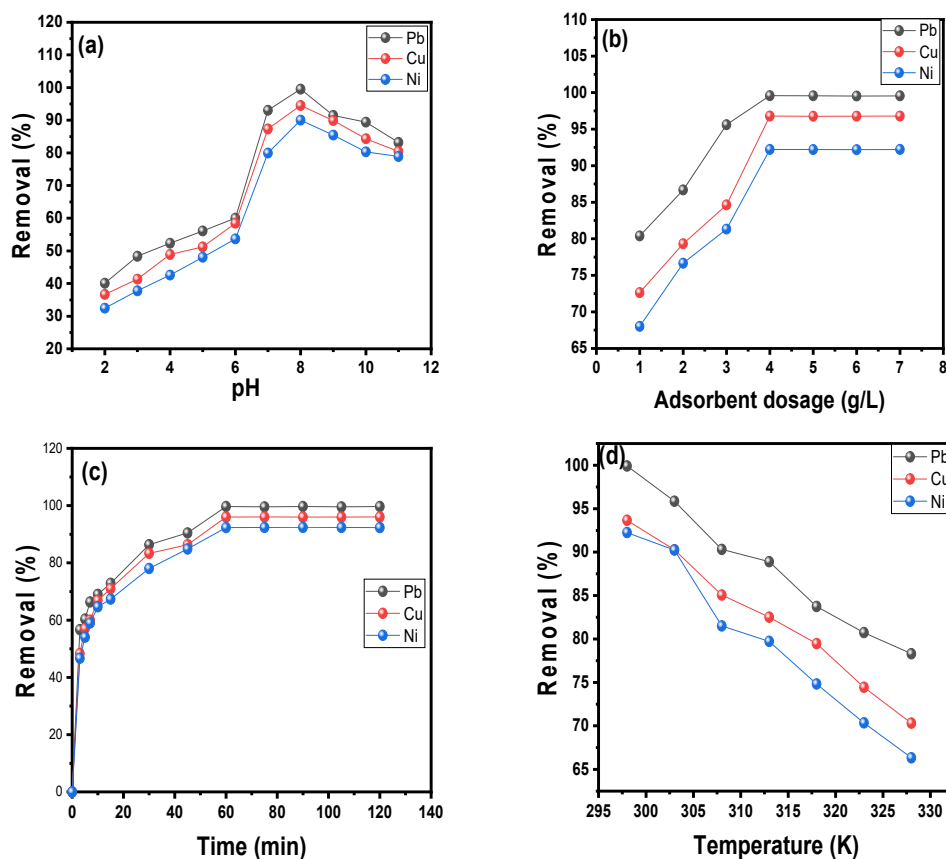 (a)
Pb
Cu
Ni
120
110
100
90
80
70
60
50
40
30
20
Removal (%)
2 4 6 8 10 12
pH
(b)
Pb
Cu
Ni
110
105
100
95
90
85
80
75
70
65
Removal (%)
0 1 2 3 4 5 6 7 8
Adsorbent dosage (g/L)
(c)
Pb
Cu
Ni
120
100
80
60
40
20
0
Removal (%)
0 20 40 60 80 100 120 140
Time (min)
(d)
Pb
Cu
Ni
100
95
90
85
80
75
70
65
Removal (%)
295 300 305 310 315 320 325 330
Temperature (K)